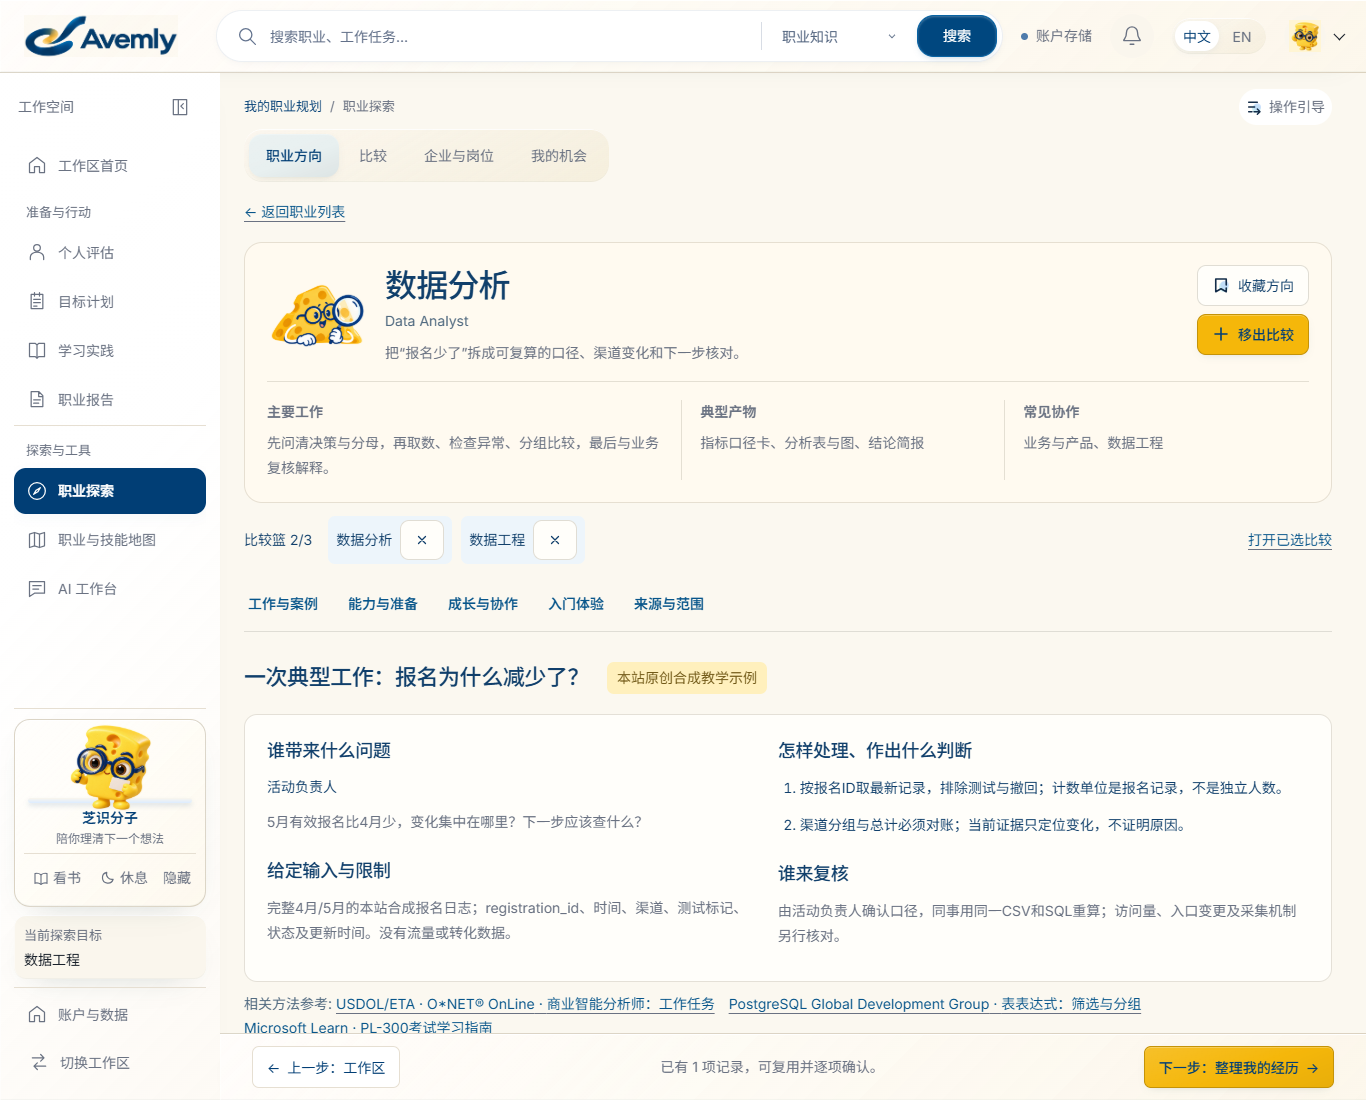 Avemly
搜索职业、工作任务...
职业知识
搜索
账户存储
中文
EN
工作空间
工作区首页
准备与行动
个人评估
目标计划
学习实践
职业报告
探索与工具
职业探索
职业与技能地图
AI 工作台
芝识分子
陪你理清下一个想法
看书
休息
隐藏
当前探索目标
数据工程
账户与数据
切换工作区
我的职业规划 / 职业探索
操作引导
职业方向
比较
企业与岗位
我的机会
← 返回职业列表
数据分析
Data Analyst
把“报名少了”拆成可复算的口径、渠道变化和下一步核对。
收藏方向
移出比较
主要工作
先问清决策与分母，再取数、检查异常、分组比较，最后与业务
复核解释。
典型产物
指标口径卡、分析表与图、结论简报
常见协作
业务与产品、数据工程
比较篮 2/3
数据分析 ×
数据工程 ×
打开已选比较
工作与案例
能力与准备
成长与协作
入门体验
来源与范围
一次典型工作：报名为什么减少了？
本站原创合成教学示例
谁带来什么问题
活动负责人
5月有效报名比4月少，变化集中在哪里？下一步应该查什么？
给定输入与限制
完整4月/5月的本站合成报名日志；registration_id、时间、渠道、测试标记、
状态及更新时间。没有流量或转化数据。
怎样处理、作出什么判断
1. 按报名ID取最新记录，排除测试与撤回；计数单位是报名记录，不是独立人数。
2. 渠道分组与总计必须对账；当前证据只定位变化，不证明原因。
谁来复核
由活动负责人确认口径，同事用同一CSV和SQL重算；访问量、入口变更及采集机制
另行核对。
相关方法参考: USDOL/ETA · O*NET® OnLine · 商业智能分析师：工作任务 PostgreSQL Global Development Group · 表表达式：筛选与分组
Microsoft Learn · PL-300考试学习指南
← 上一步：工作区
已有 1 项记录，可复用并逐项确认。
下一步：整理我的经历 →